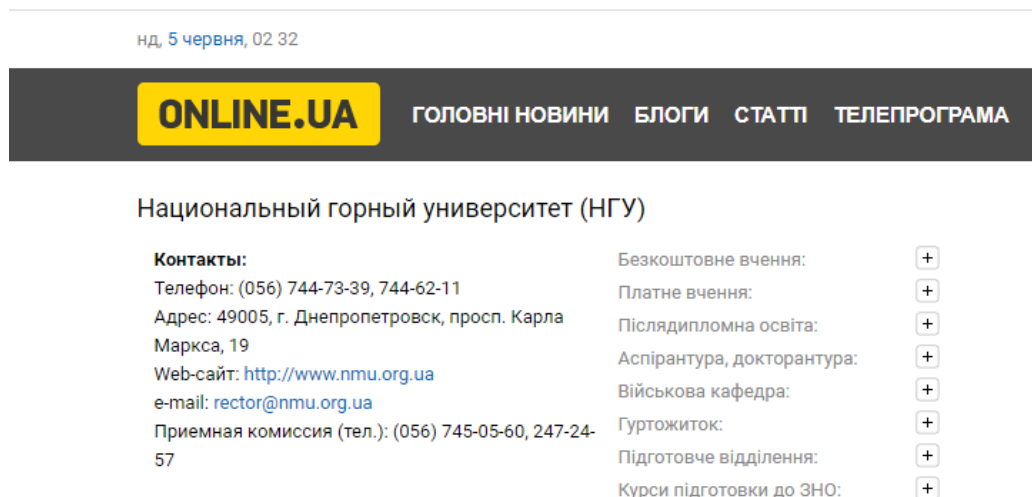 нд, 5 червня, 02 32
ONLINE.UA ГОЛОВНІ НОВИНИ БЛОГИ СТАТТІ ТЕЛЕПРОГРАМА
Национальный горный университет (НГУ)
Контакты:
Телефон: (056) 744-73-39, 744-62-11
Адрес: 49005, г. Днепропетровск, просп. Карла
Маркса, 19
Web-сайт: http://www.nmu.org.ua
e-mail: rector@nmu.org.ua
Приемная комиссия (тел.): (056) 745-05-60, 247-24-
57
Безкоштовне вчення: +
Платне вчення: +
Післядипломна освіта: +
Аспірантура, докторантура: +
Військова кафедра: +
Гуртожиток: +
Підготовче відділення: +
Курси підготовки до ЗНО: +